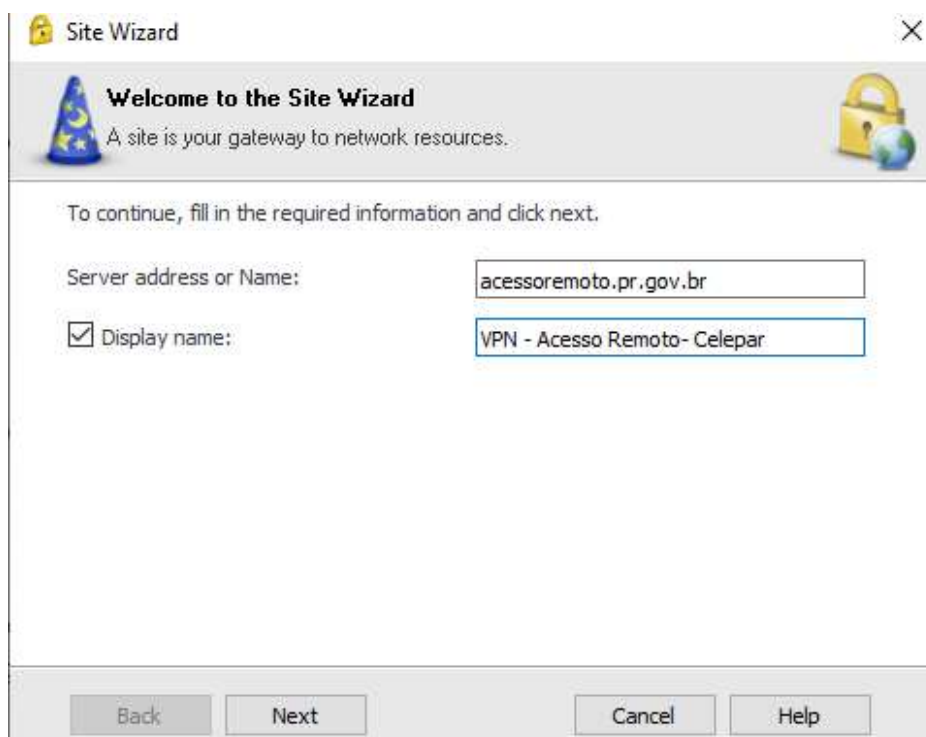 Site Wizard
Welcome to the Site Wizard
A site is your gateway to network resources.
To continue, fill in the required information and click next.
Server address or Name: acessoremoto.pr.gov.br
Display name: VPN - Acesso Remoto- Celepar
Back Next Cancel Help